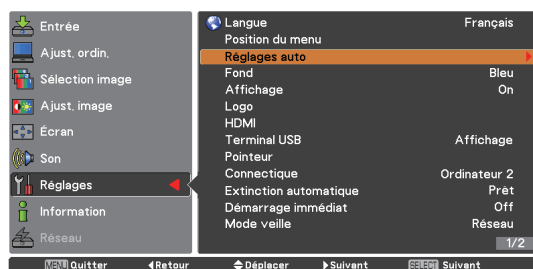 Entrée
Ajust. ordin.
Sélection image
Ajust. image
Écran
Son
Réglages
Information
Réseau
Langue Français
Position du menu
Réglages auto
Fond Bleu
Affichage On
Logo
HDMI
Terminal USB Affichage
Pointeur
Connectique Ordinateur 2
Extinction automatique Prêt
Démarrage immédiat Off
Mode veille Réseau
1/2
MENU Quitter Retour Déplacer Suivant SELECT Suivant